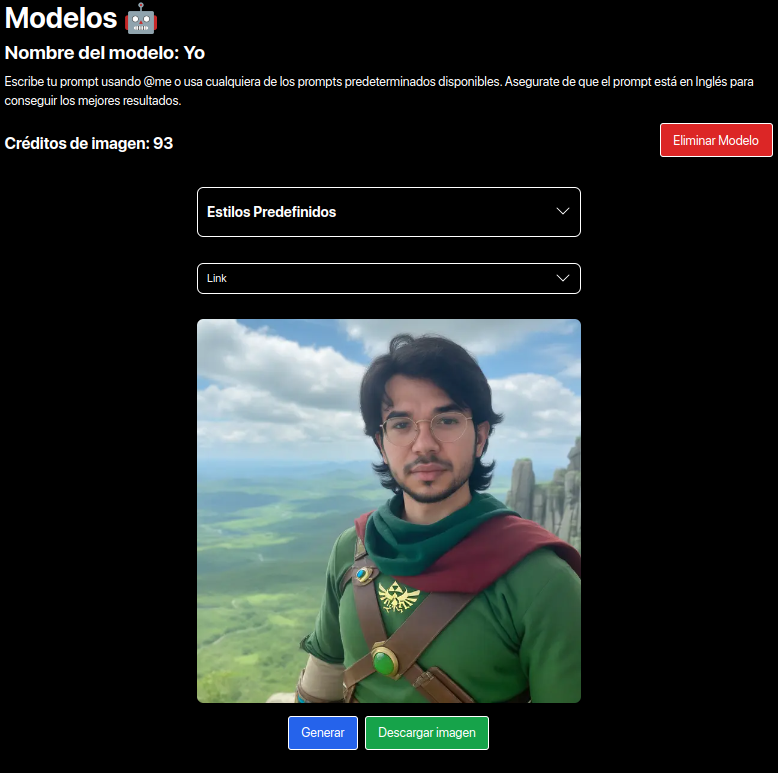 Modelos 🤖
Nombre del modelo: Yo
Escribe tu prompt usando @me o usa cualquiera de los prompts predeterminados disponibles. Asegurate de que el prompt está en Inglés para
conseguir los mejores resultados.
Créditos de imagen: 93
Eliminar Modelo
Estilos Predefinidos
Link
Generar
Descargar imagen